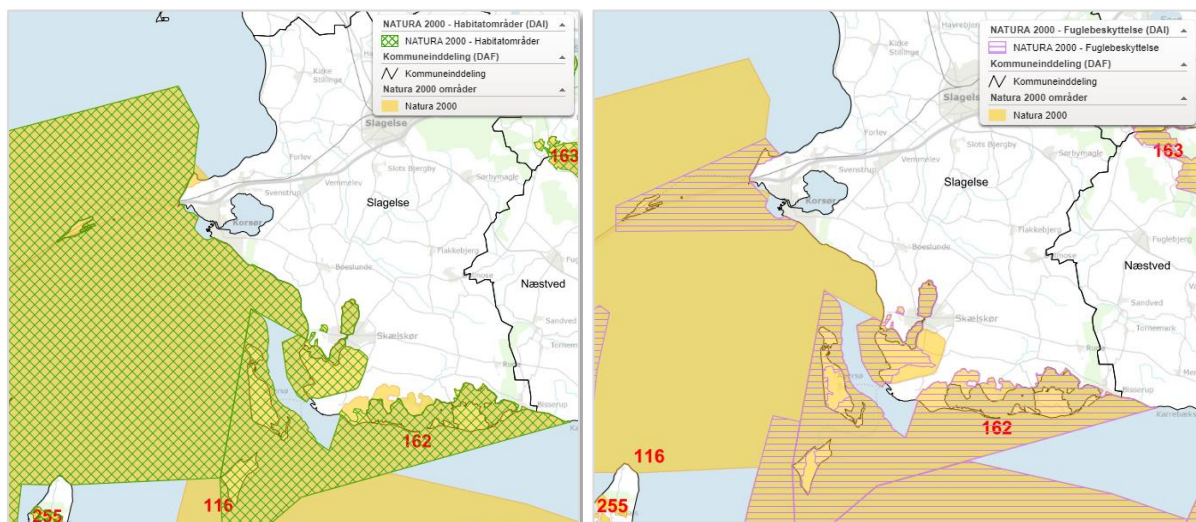 NATURA 2000 - Habitatområder (DAI)
NATURA 2000 - Habitatområder
Kommuneinddeling (DAF)
Kommuneinddeling
Natura 2000 områder
Natura 2000
Kirke
Stillinge
Slagelse
163
Forlev
Slots Bjergby
Vemmelev
Svenstrup
Sørbymagle
Slagelse
Korsør
Flakkebjerg
Boeslunde
Næstved
Sandved
Skælskør
Bisserup
162
116
255
NATURA 2000 - Fuglebeskyttelse (DAI)
NATURA 2000 - Fuglebeskyttelse
Kommuneinddeling (DAF)
Kommuneinddeling
Natura 2000 områder
Natura 2000
Kirke
Stillinge
Slagelse
163
Forlev
Slots Bjergby
Vemmelev
Svenstrup
Sørbymagle
Slagelse
Korsør
Fuglebjerg
Flakkebjerg
Boeslunde
Næstved
Sandved
Skælskør
Tornemark
Bisserup
162
116
255